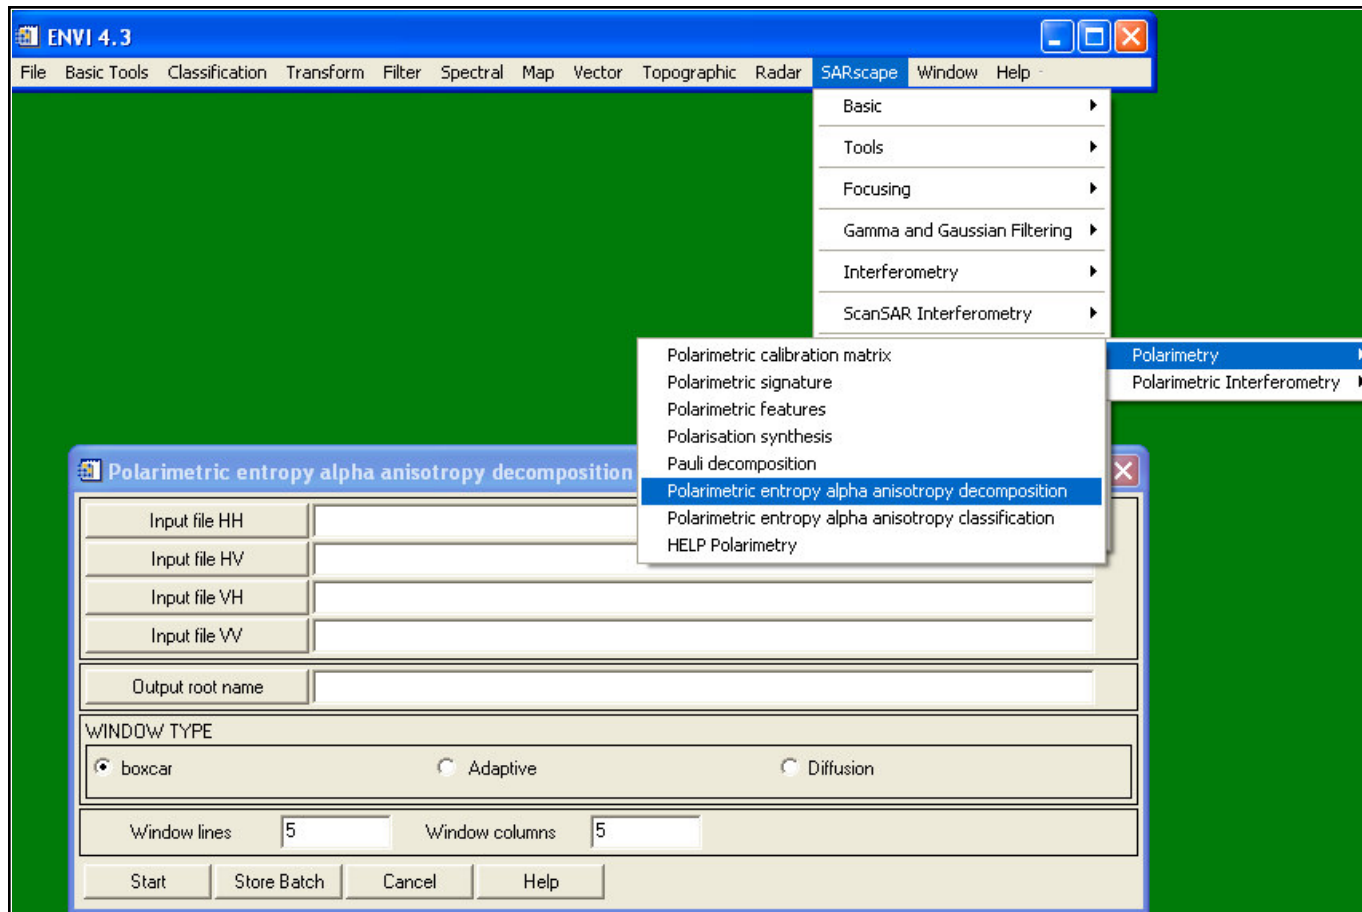 ENVI 4.3
File Basic Tools Classification Transform Filter Spectral Map Vector Topographic Radar SARscape Window Help
Basic
Tools
Focusing
Gamma and Gaussian Filtering
Interferometry
ScanSAR Interferometry
Polarimetry
Polarimetric Interferometry
Polarimetric calibration matrix
Polarimetric signature
Polarimetric features
Polarisation synthesis
Pauli decomposition
Polarimetric entropy alpha anisotropy decomposition
Polarimetric entropy alpha anisotropy classification
HELP Polarimetry
Polarimetric entropy alpha anisotropy decomposition
Input file HH
Input file HV
Input file VH
Input file VV
Output root name
WINDOW TYPE
boxcar Adaptive Diffusion
Window lines 5 Window columns 5
Start Store Batch Cancel Help